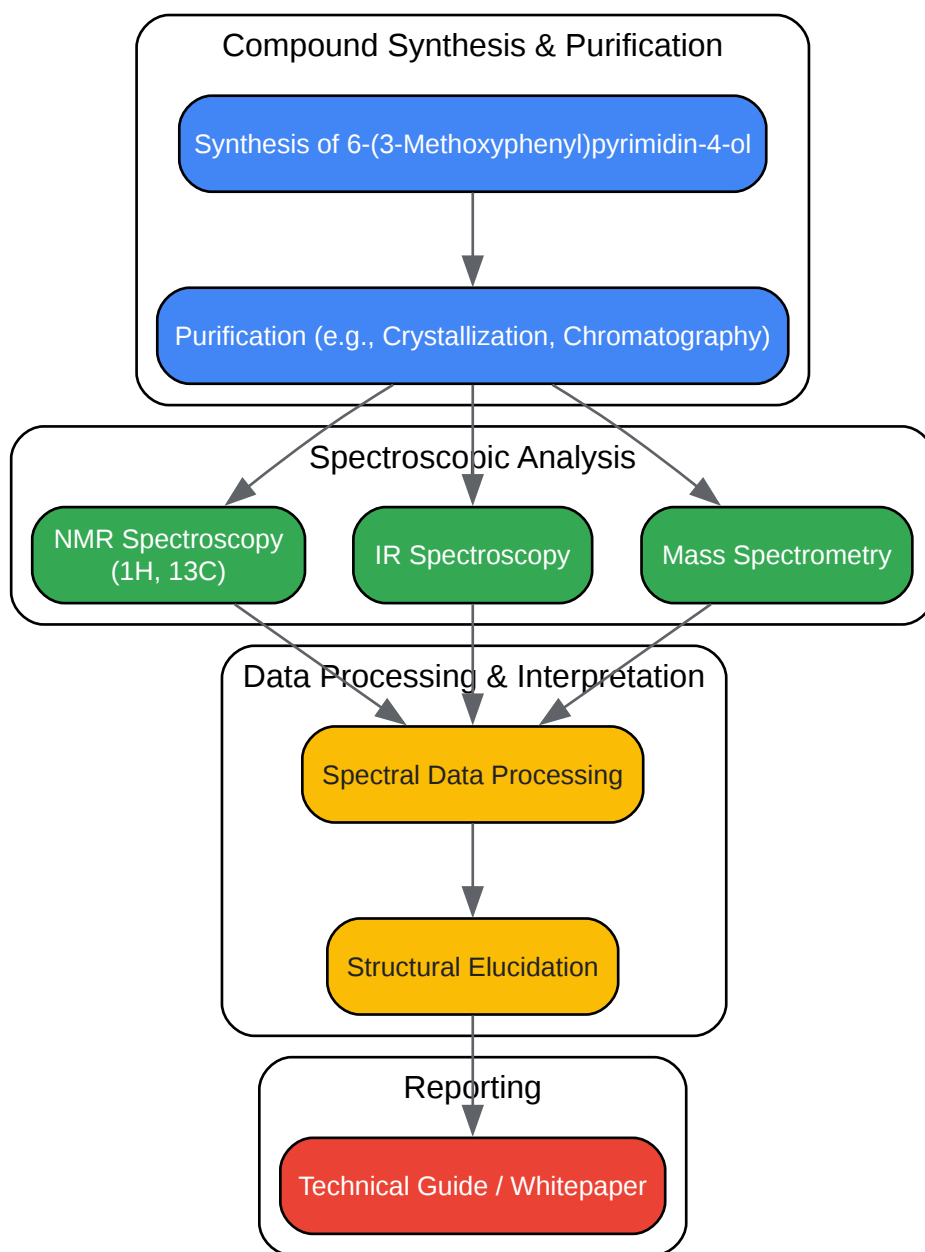 Compound Synthesis & Purification
Synthesis of 6-(3-Methoxyphenyl)pyrimidin-4-ol
Purification (e.g., Crystallization, Chromatography)
Spectroscopic Analysis
NMR Spectroscopy
(1H, 13C)
IR Spectroscopy
Mass Spectrometry
Data Processing & Interpretation
Spectral Data Processing
Structural Elucidation
Reporting
Technical Guide / Whitepaper